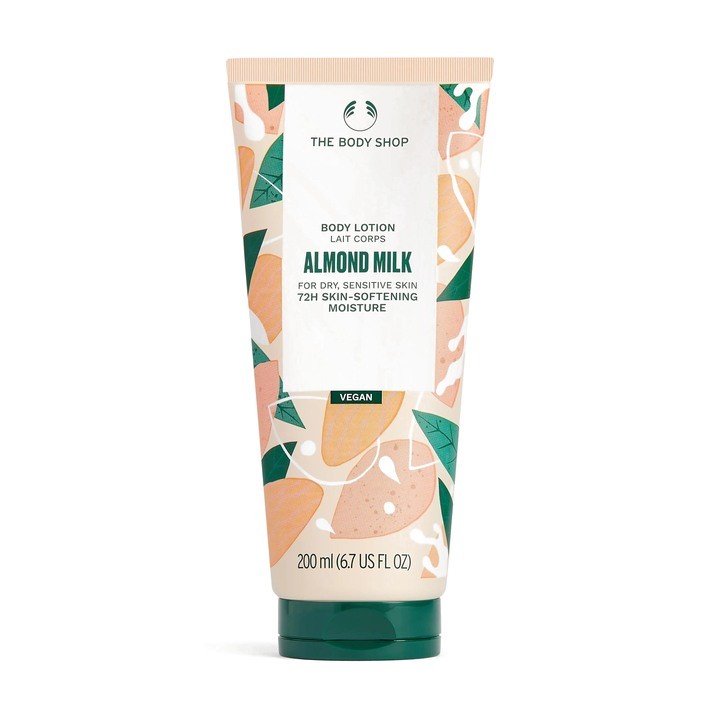 THE BODY SHOP
BODY LOTION
LAIT CORPS
ALMOND MILK
FOR DRY, SENSITIVE SKIN
72H SKIN-SOFTENING
MOISTURE
VEGAN
200 ml (6.7 US FL OZ)